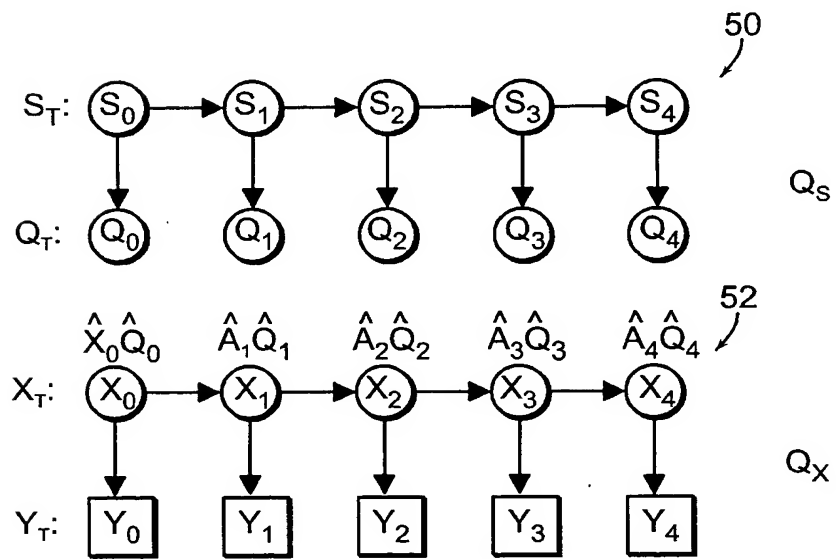 50
S_T: S_0 S_1 S_2 S_3 S_4
Q_S
Q_T: Q_0 Q_1 Q_2 Q_3 Q_4
52
X̂_0Q̂_0 Â_1Q̂_1 Â_2Q̂_2 Â_3Q̂_3 Â_4Q̂_4
X_T: X_0 X_1 X_2 X_3 X_4
Q_X
Y_T: Y_0 Y_1 Y_2 Y_3 Y_4